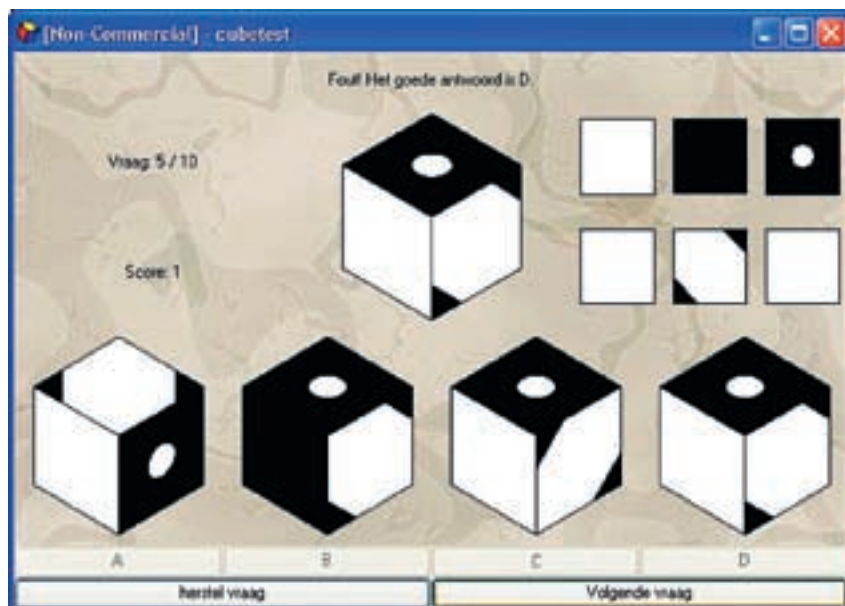 [Non-Commercial] - cubetest
Fout! Het goede antwoord is D
Vraag: 5 / 10
Score: 1
A
B
C
D
herstel vraag
Volgende vraag